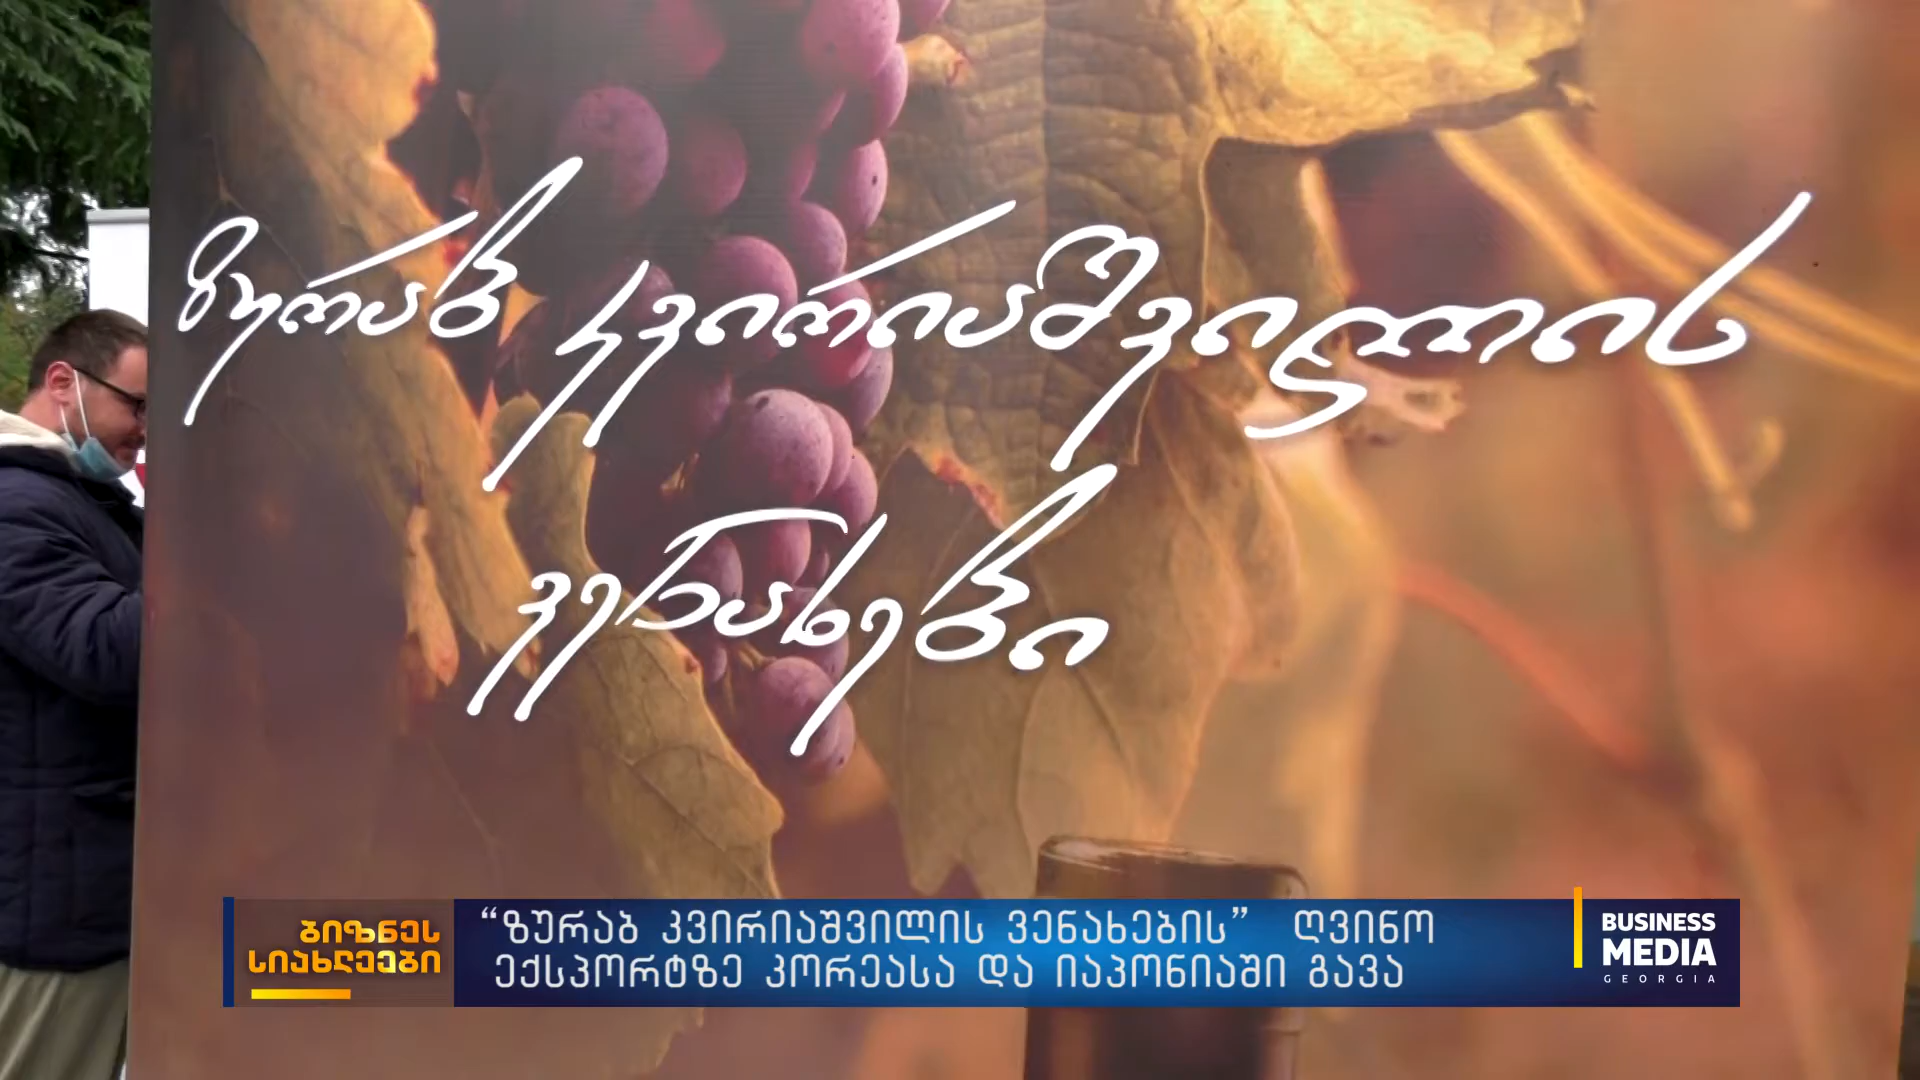 ზურაბ კვირიაშვილის
ვენახები
ბიზნეს
სიახლეები
“ზურაბ კვირიაშვილის ვენახების” ღვინო
ექსპორტზე კორეასა და იაპონიაში გავა
BUSINESS
MEDIA
GEORGIA